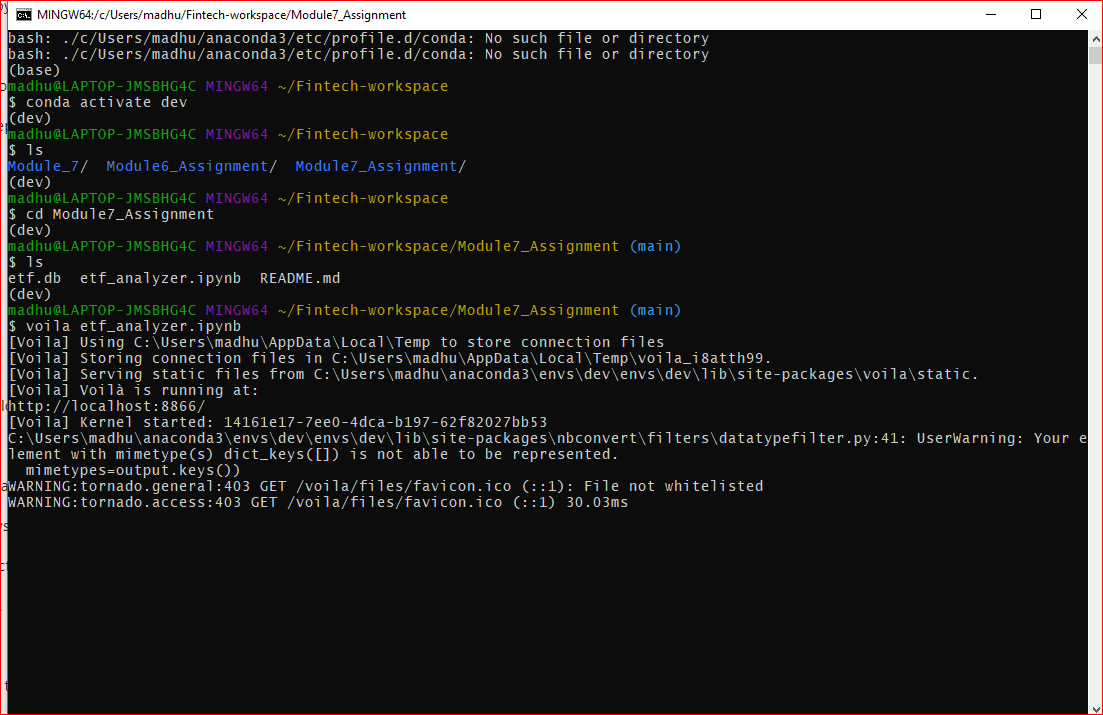 MINGW64:/c/Users/madhu/Fintech-workspace/Module7_Assignment
bash: ./c/Users/madhu/anaconda3/etc/profile.d/conda: No such file or directory
bash: ./c/Users/madhu/anaconda3/etc/profile.d/conda: No such file or directory
(base)
madhu@LAPTOP-JMSBHG4C MINGW64 ~/Fintech-workspace
$ conda activate dev
(dev)
madhu@LAPTOP-JMSBHG4C MINGW64 ~/Fintech-workspace
$ ls
Module_7/  Module6_Assignment/  Module7_Assignment/
(dev)
madhu@LAPTOP-JMSBHG4C MINGW64 ~/Fintech-workspace
$ cd Module7_Assignment
(dev)
madhu@LAPTOP-JMSBHG4C MINGW64 ~/Fintech-workspace/Module7_Assignment (main)
$ ls
etf.db  etf_analyzer.ipynb  README.md
(dev)
madhu@LAPTOP-JMSBHG4C MINGW64 ~/Fintech-workspace/Module7_Assignment (main)
$ voila etf_analyzer.ipynb
[Voila] Using C:\Users\madhu\AppData\Local\Temp to store connection files
[Voila] Storing connection files in C:\Users\madhu\AppData\Local\Temp\voila_i8atth99.
[Voila] Serving static files from C:\Users\madhu\anaconda3\envs\dev\envs\dev\lib\site-packages\voila\static.
[Voila] Voilà is running at:
http://localhost:8866/
[Voila] Kernel started: 14161e17-7ee0-4dca-b197-62f82027bb53
C:\Users\madhu\anaconda3\envs\dev\envs\dev\lib\site-packages\nbconvert\filters\datatypefilter.py:41: UserWarning: Your e
lement with mimetype(s) dict_keys([]) is not able to be represented.
  mimetypes=output.keys())
WARNING:tornado.general:403 GET /voila/files/favicon.ico (::1): File not whitelisted
WARNING:tornado.access:403 GET /voila/files/favicon.ico (::1) 30.03ms